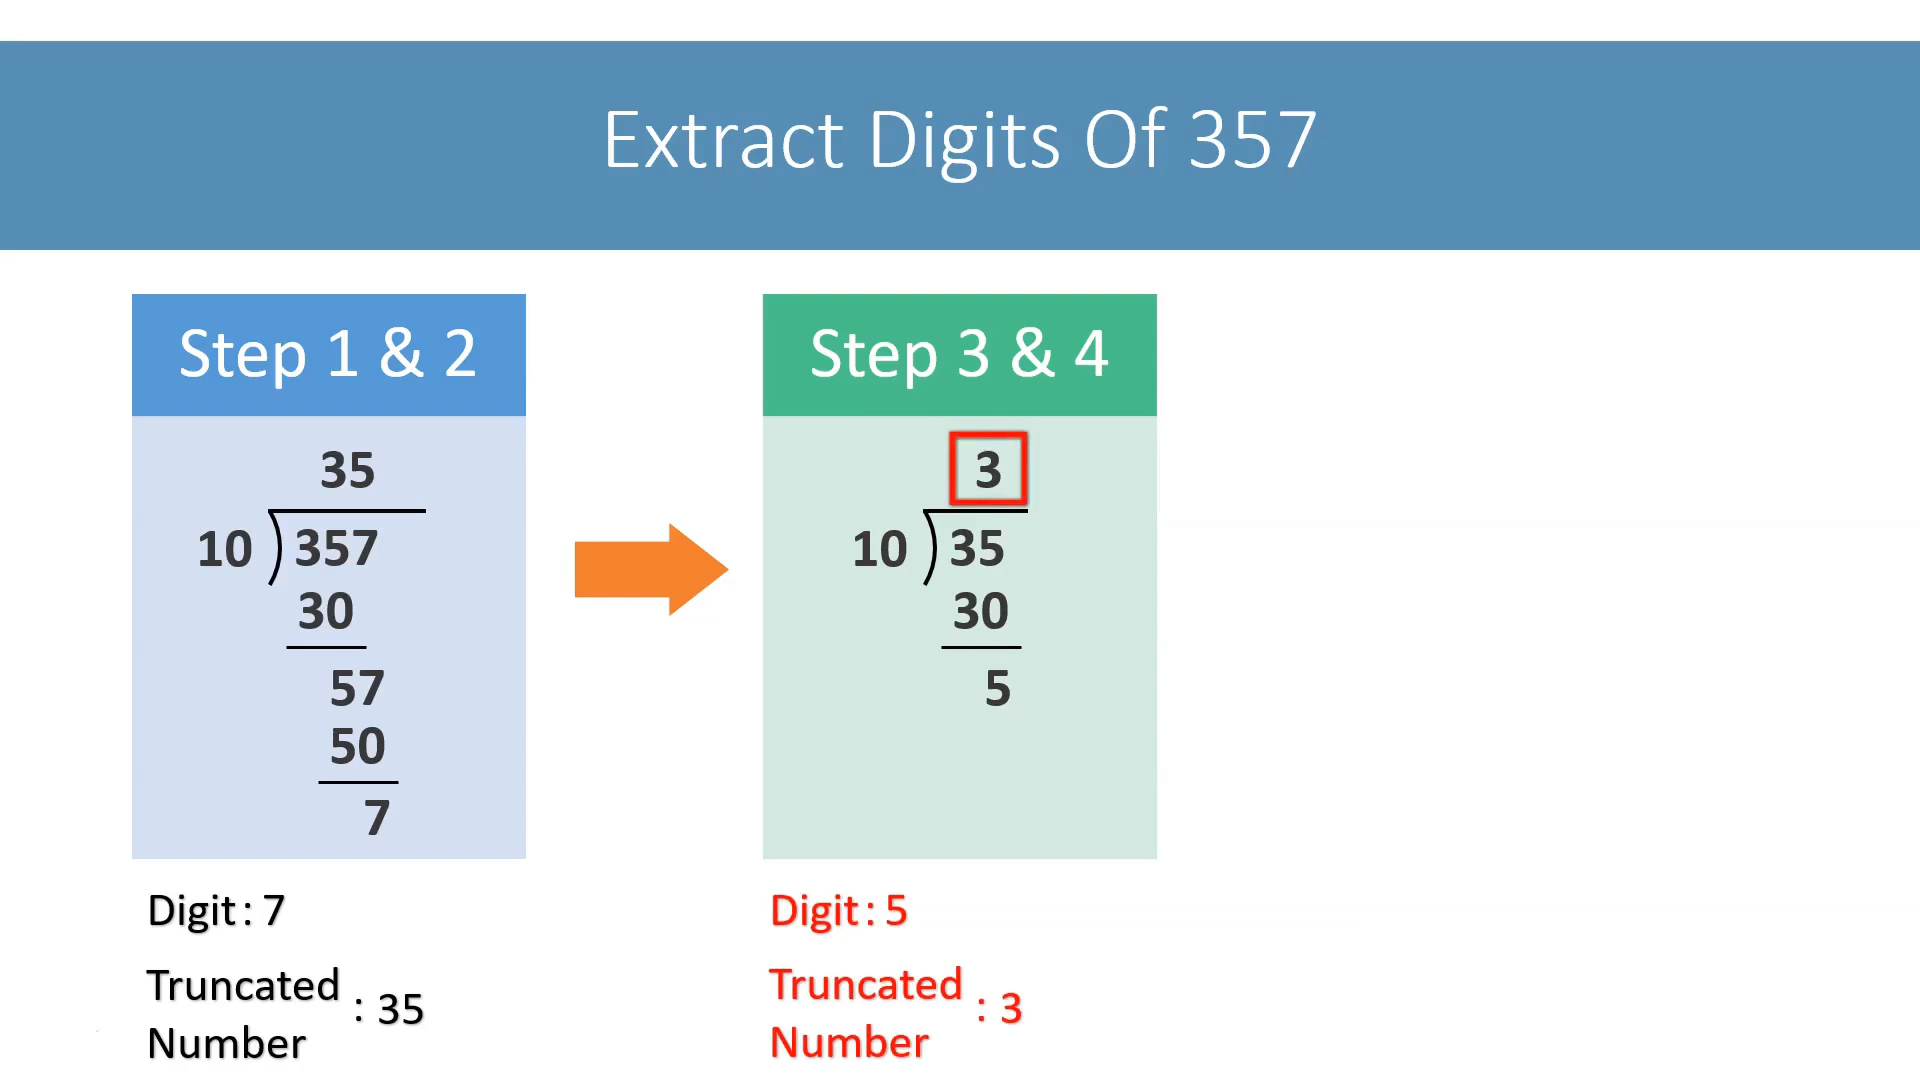 Extract Digits Of 357
Step 1 & 2
35
10 357
30
57
50
7
Digit : 7
Truncated
Number : 35
Step 3 & 4
3
10 35
30
5
Digit : 5
Truncated
Number : 3